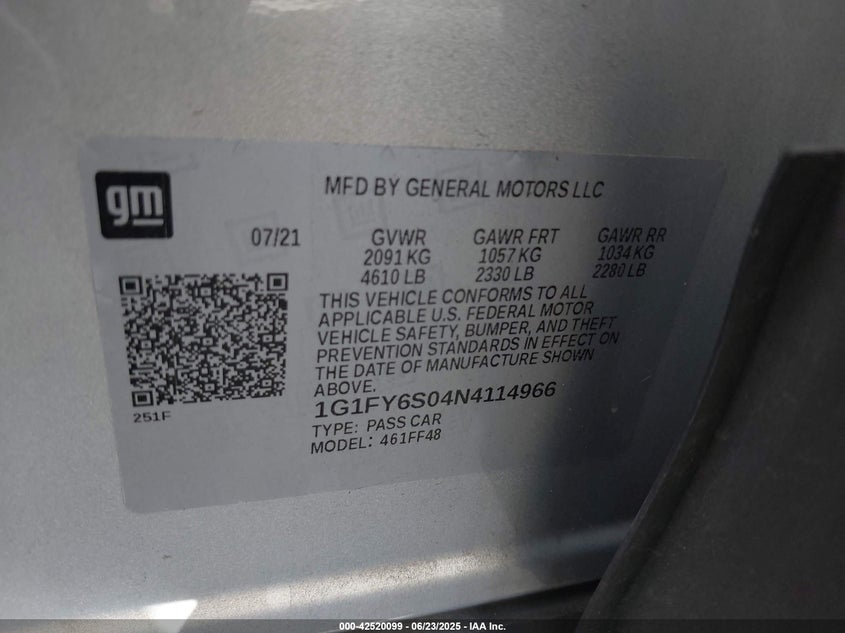 gm
MFD BY GENERAL MOTORS LLC
07/21 GVWR GAWR FRT GAWR RR
2091 KG 1057 KG 1034 KG
4610 LB 2330 LB 2280 LB
THIS VEHICLE CONFORMS TO ALL
APPLICABLE U.S. FEDERAL MOTOR
VEHICLE SAFETY, BUMPER, AND THEFT
PREVENTION STANDARDS IN EFFECT ON
THE DATE OF MANUFACTURE SHOWN
ABOVE.
251F
1G1FY6S04N4114966
TYPE: PASS CAR
MODEL: 461FF48
000-42520099 - 06/23/2025 - IAA Inc.